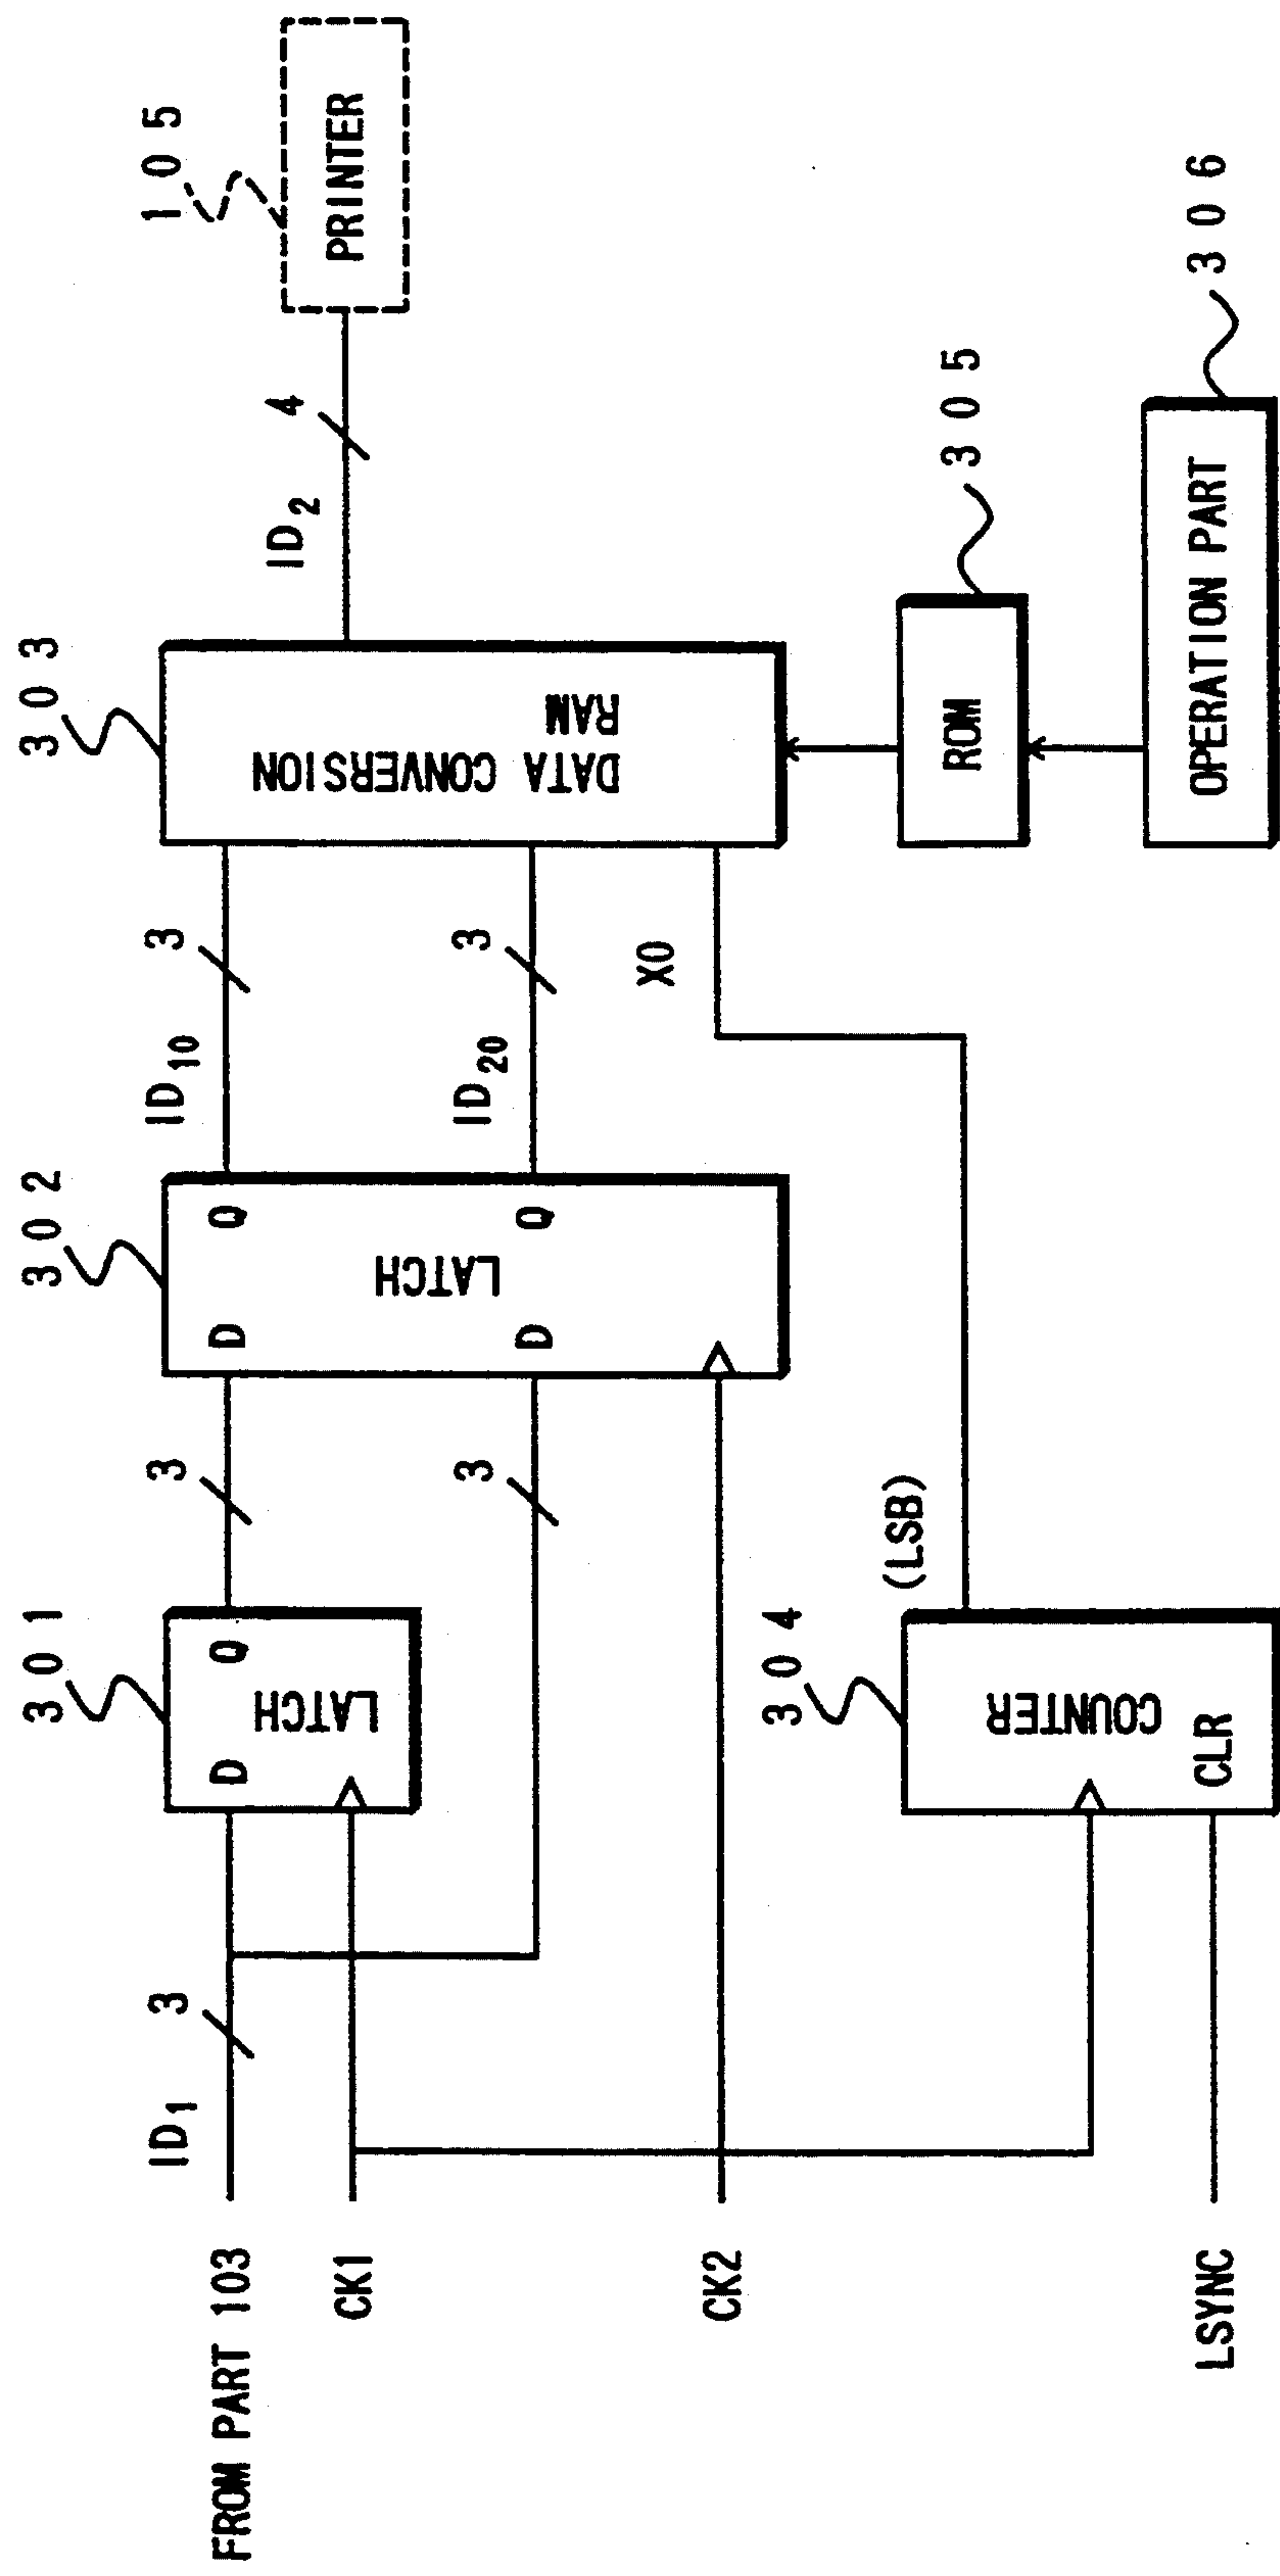 301
302
303
105
ID1
3
D
Q
LATCH
3
D
Q
ID10
3
DATA CONVERSION
RAM
ID2
4
PRINTER
FROM PART 103
CK1
3
D
Q
LATCH
ID20
3
X0
CK2
304
(LSB)
305
COUNTER
CLR
ROM
306
LSYNC
OPERATION PART